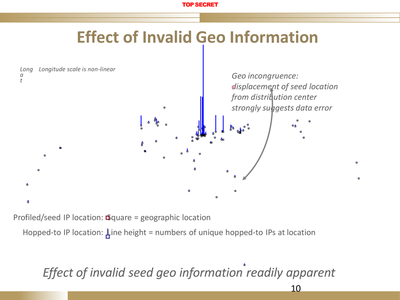 TOP SECRET
Effect of Invalid Geo Information
Long
a
t
Longitude scale is non-linear
Geo incongruence:
displacement of seed location
from distribution center
strongly suggests data error
Profiled/seed IP location: Square = geographic location
Hopped-to IP location: Line height = numbers of unique hopped-to IPs at location
Effect of invalid seed geo information readily apparent
10